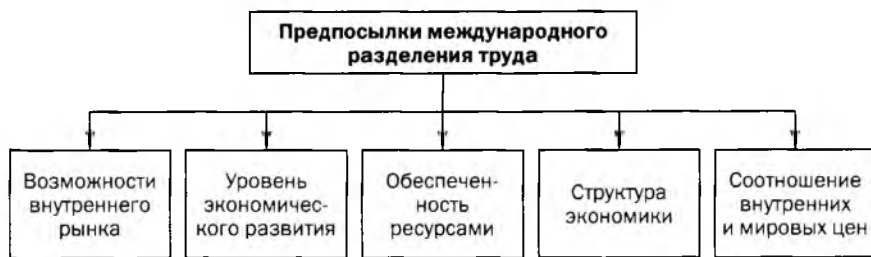 Предпосылки международного
разделения труда
Возможности
внутреннего
рынка
Уровень
экономичес-
кого развития
Обеспечен-
ность
ресурсами
Структура
экономики
Соотношение
внутренних
и мировых цен